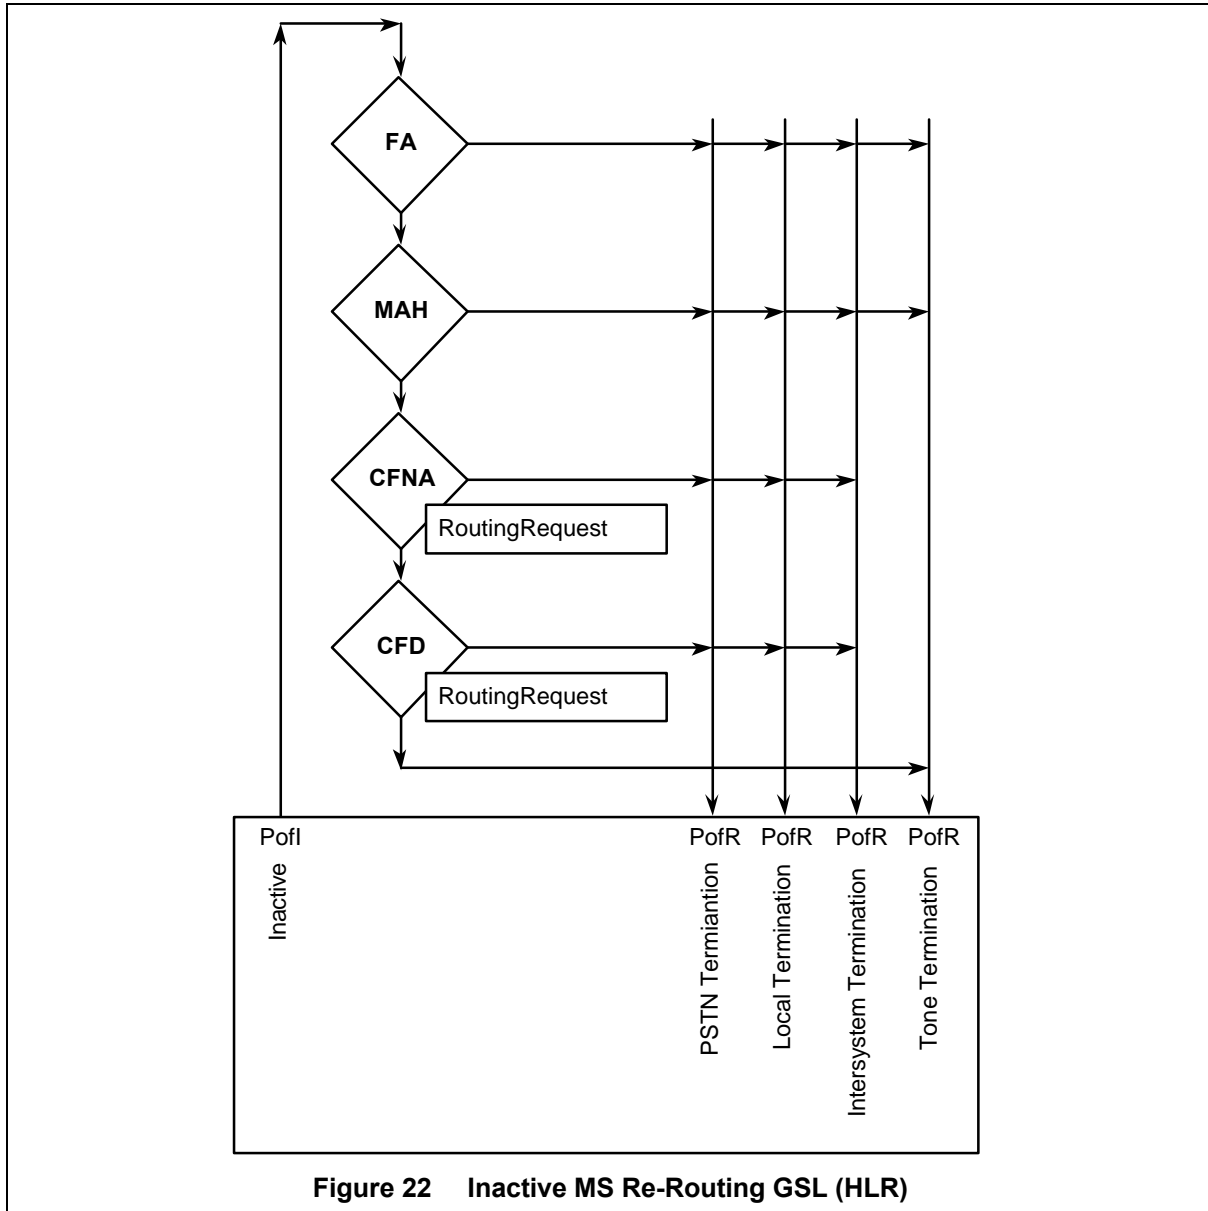 FA
MAH
CFNA
RoutingRequest
CFD
RoutingRequest
PofI PofR PofR PofR PofR
Inactive
PSTN Termiantion
Local Termination
Intersystem Termination
Tone Termination
Figure 22 Inactive MS Re-Routing GSL (HLR)